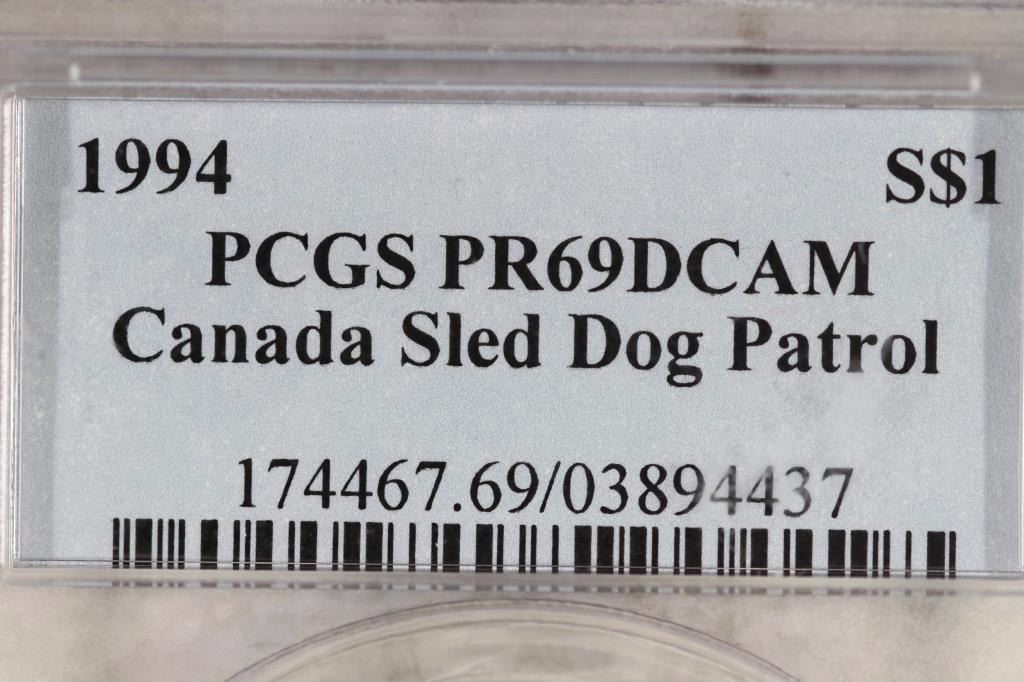 1994 S$1
PCGS PR69DCAM
Canada Sled Dog Patrol
174467.69/03894437